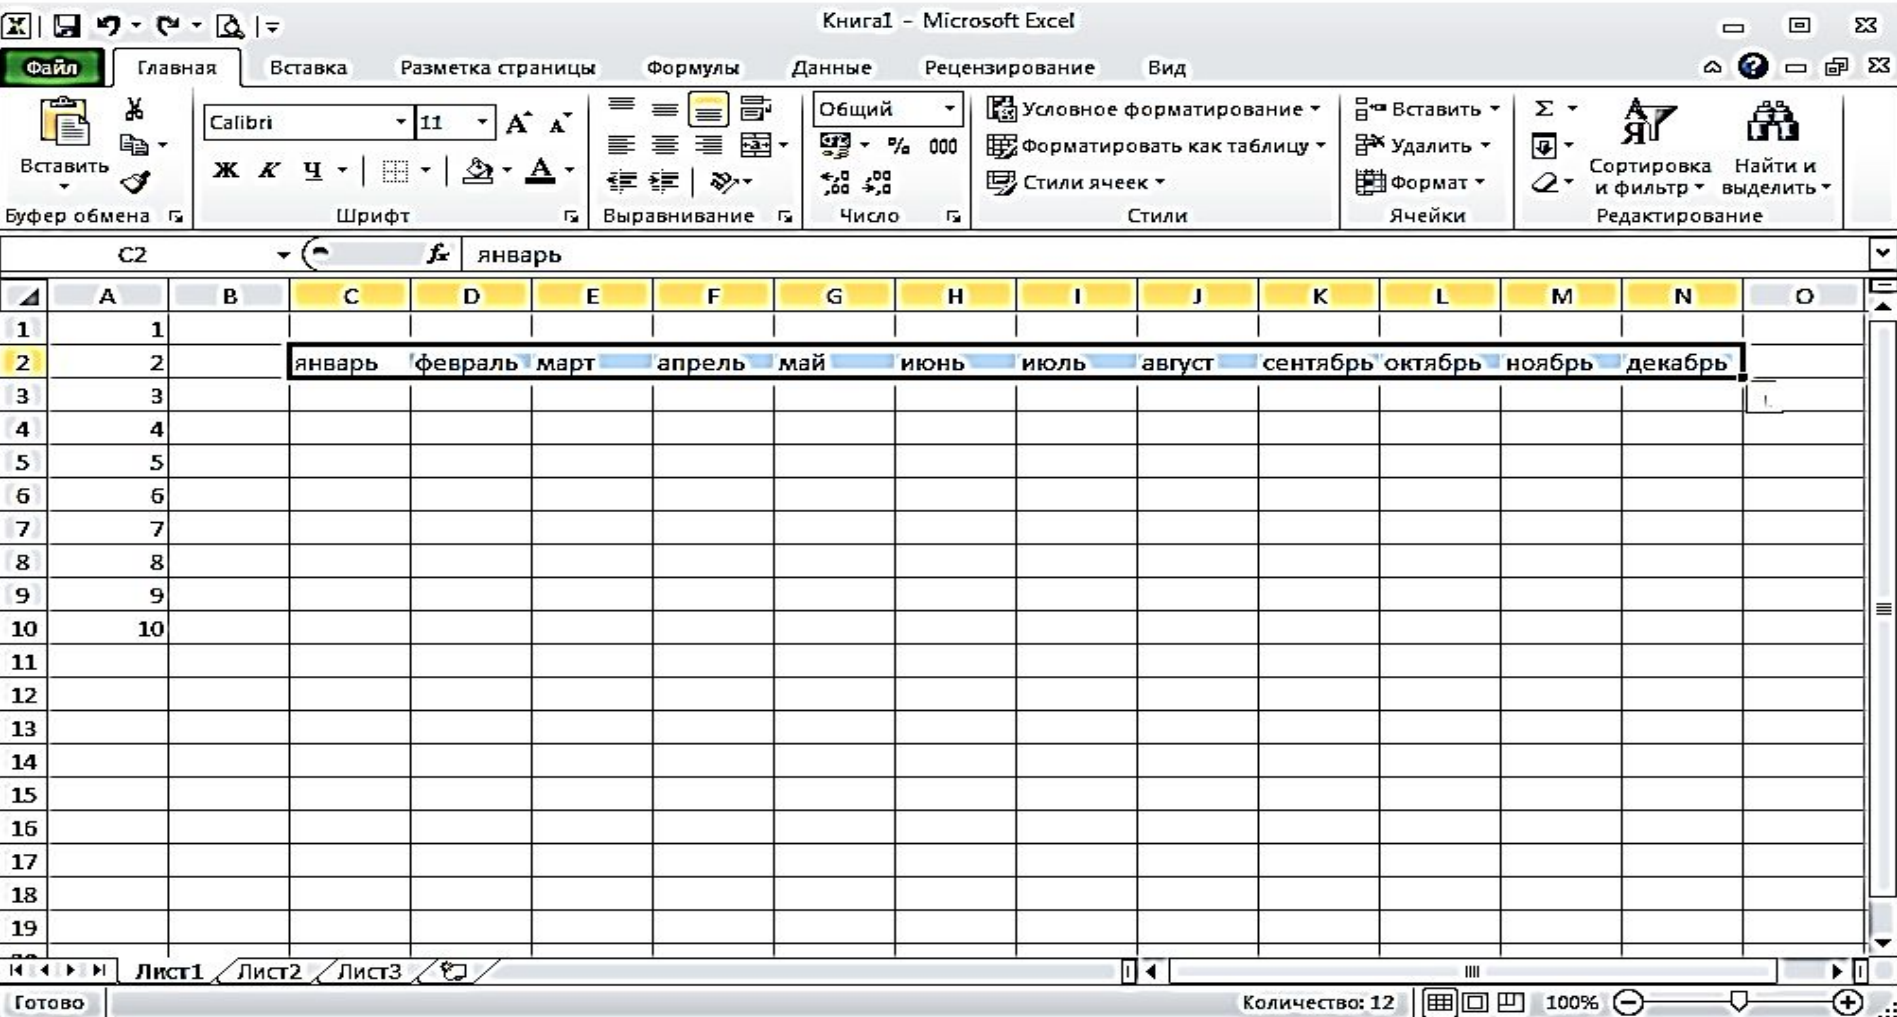 Книга1 - Microsoft Excel
Файл Главная Вставка Разметка страницы Формулы Данные Рецензирование Вид
Вставить
Буфер обмена
Calibri 11
Ж К Ч
Шрифт
Выравнивание
Общий
% 000
Число
Условное форматирование
Форматировать как таблицу
Стили ячеек
Стили
Вставить
Удалить
Формат
Ячейки
Σ
Сортировка и фильтр
Найти и выделить
Редактирование
C2 fx январь
A B C D E F G H I J K L M N O
1 1
2 2 январь февраль март апрель май июнь июль август сентябрь октябрь ноябрь декабрь
3 3
4 4
5 5
6 6
7 7
8 8
9 9
10 10
11
12
13
14
15
16
17
18
19
Лист1 Лист2 Лист3
Готово Количество: 12 100%